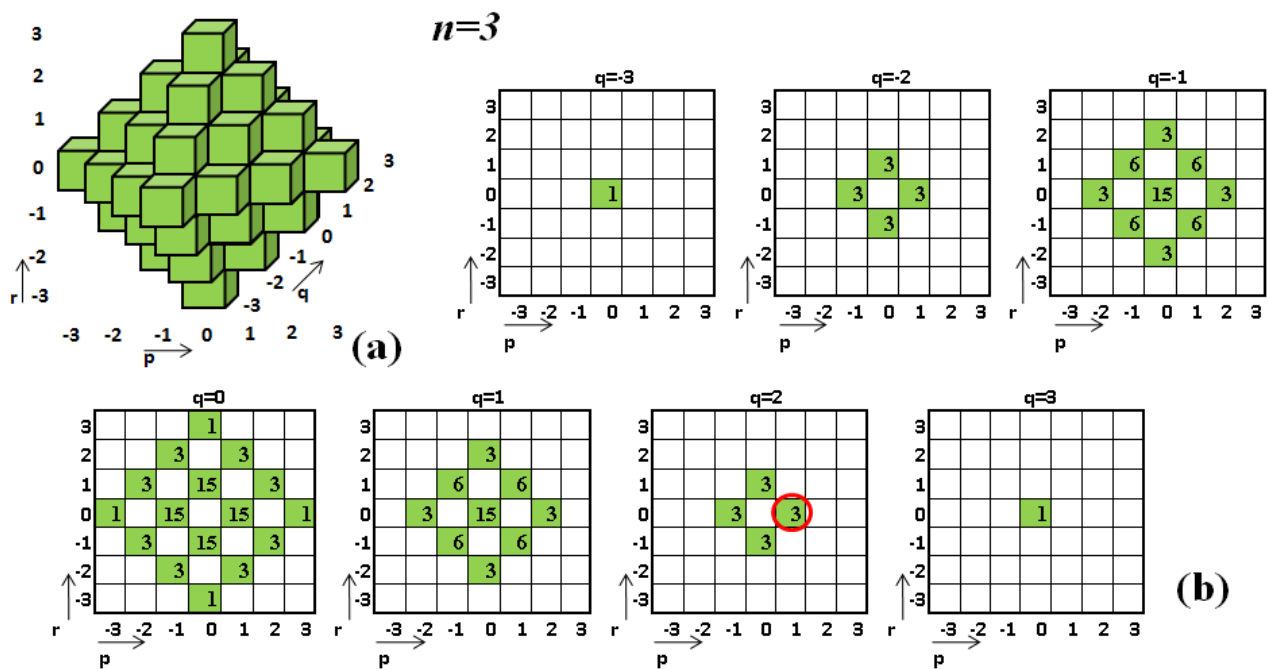 n=3
3
2
1
0
-1
-2
r -3
3
2
1
0
-1
-2
-3
q
-3 -2 -1 0 1 2 3
p
(a)
q=-3
3
2
1
0 1
-1
-2
-3
r
-3 -2 -1 0 1 2 3
p
q=-2
3
2
1 3
0 3 3
-1 3
-2
-3
r
-3 -2 -1 0 1 2 3
p
q=-1
3
2 3
1 6 6
0 3 15 3
-1 6 6
-2 3
-3
r
-3 -2 -1 0 1 2 3
p
q=0
3 1
2 3 3
1 3 15 3
0 1 15 15 1
-1 3 15 3
-2 3 3
-3 1
r
-3 -2 -1 0 1 2 3
p
q=1
3
2 3
1 6 6
0 3 15 3
-1 6 6
-2 3
-3
r
-3 -2 -1 0 1 2 3
p
q=2
3
2
1 3
0 3 3
-1 3
-2
-3
r
-3 -2 -1 0 1 2 3
p
q=3
3
2
1
0 1
-1
-2
-3
r
-3 -2 -1 0 1 2 3
p
(b)